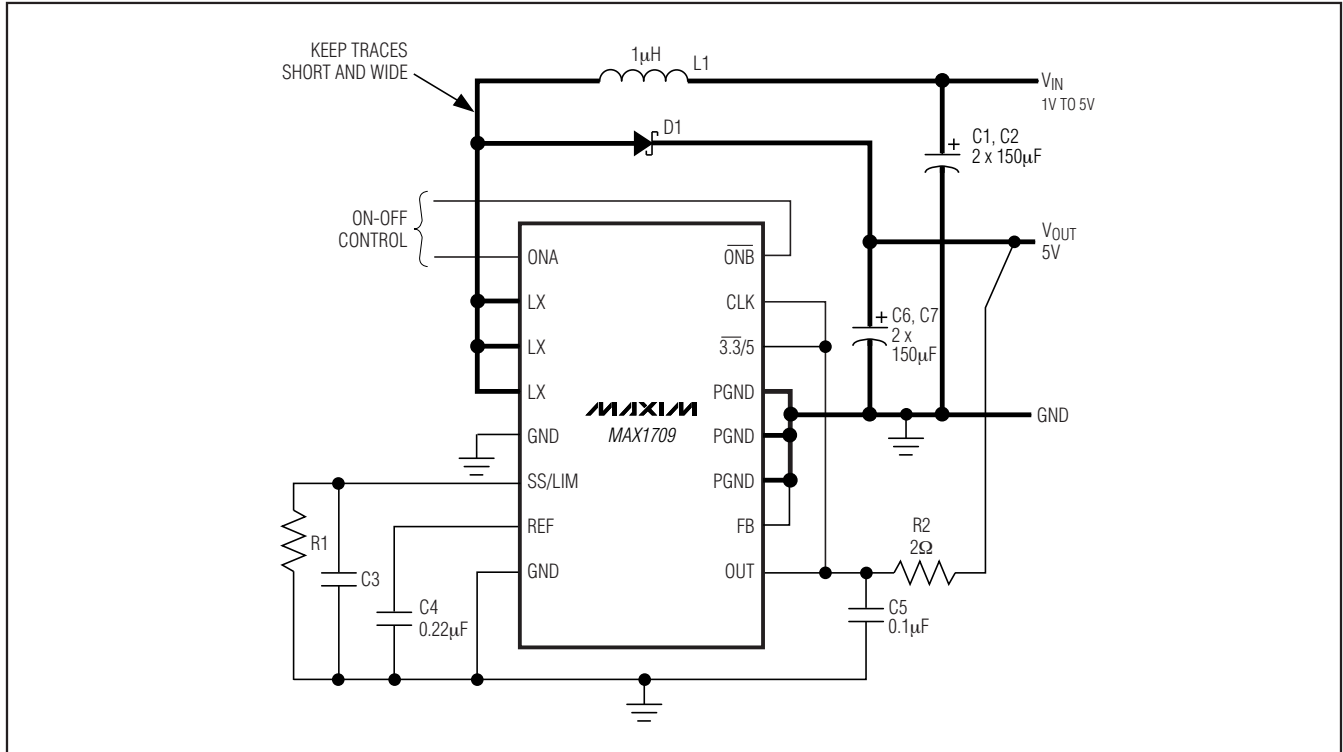 KEEP TRACES
SHORT AND WIDE
1µH
L1
VIN
1V TO 5V
D1
+
C1, C2
2 x 150µF
ON-OFF
CONTROL
VOUT
5V
ONA
ONB
LX
CLK
+
C6, C7
2 x
150µF
LX
3.3/5
LX
PGND
MAXIM
MAX1709
GND
GND
PGND
SS/LIM
PGND
R1
REF
FB
R2
2Ω
C3
GND
OUT
C4
0.22µF
C5
0.1µF